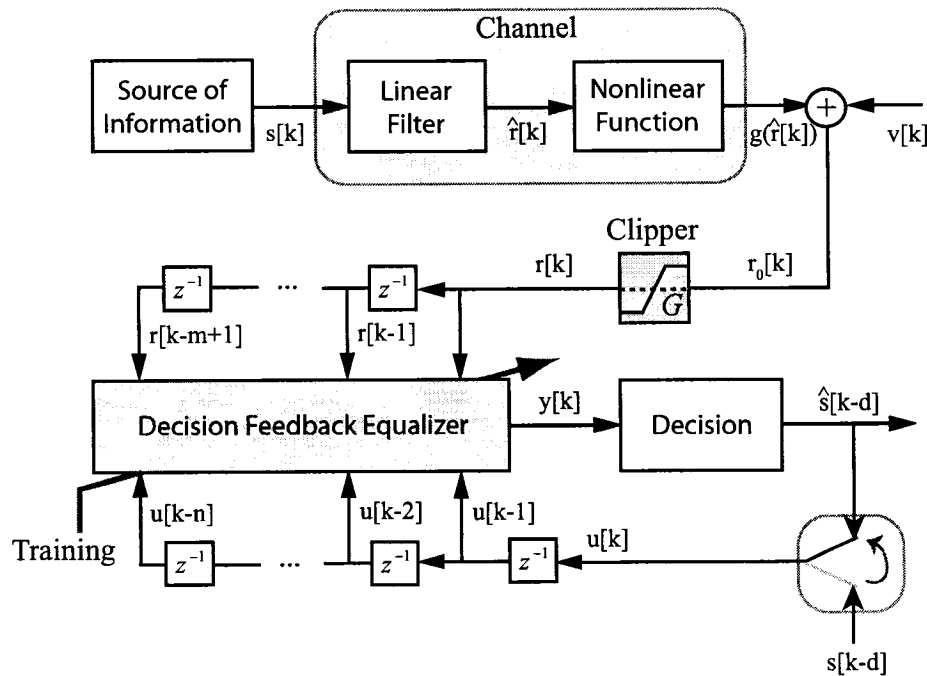 Channel
Source of
Information
s[k]
Linear
Filter
r̂[k]
Nonlinear
Function
g(r̂[k])
+
v[k]
Clipper
G
r₀[k]
r[k]
z⁻¹
...
z⁻¹
r[k-m+1]
r[k-1]
Decision Feedback Equalizer
y[k]
Decision
ŝ[k-d]
Training
u[k-n]
u[k-2]
u[k-1]
u[k]
z⁻¹
...
z⁻¹
z⁻¹
s[k-d]